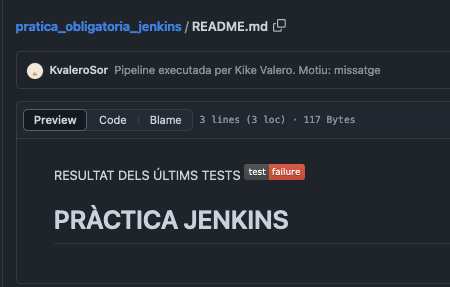 pratica_obligatoria_jenkins / README.md
KvaleroSor Pipeline executada per Kike Valero. Motiu: missatge
Preview Code Blame 3 lines (3 loc) · 117 Bytes
RESULTAT DELS ÚLTIMS TESTS test failure
PRÀCTICA JENKINS